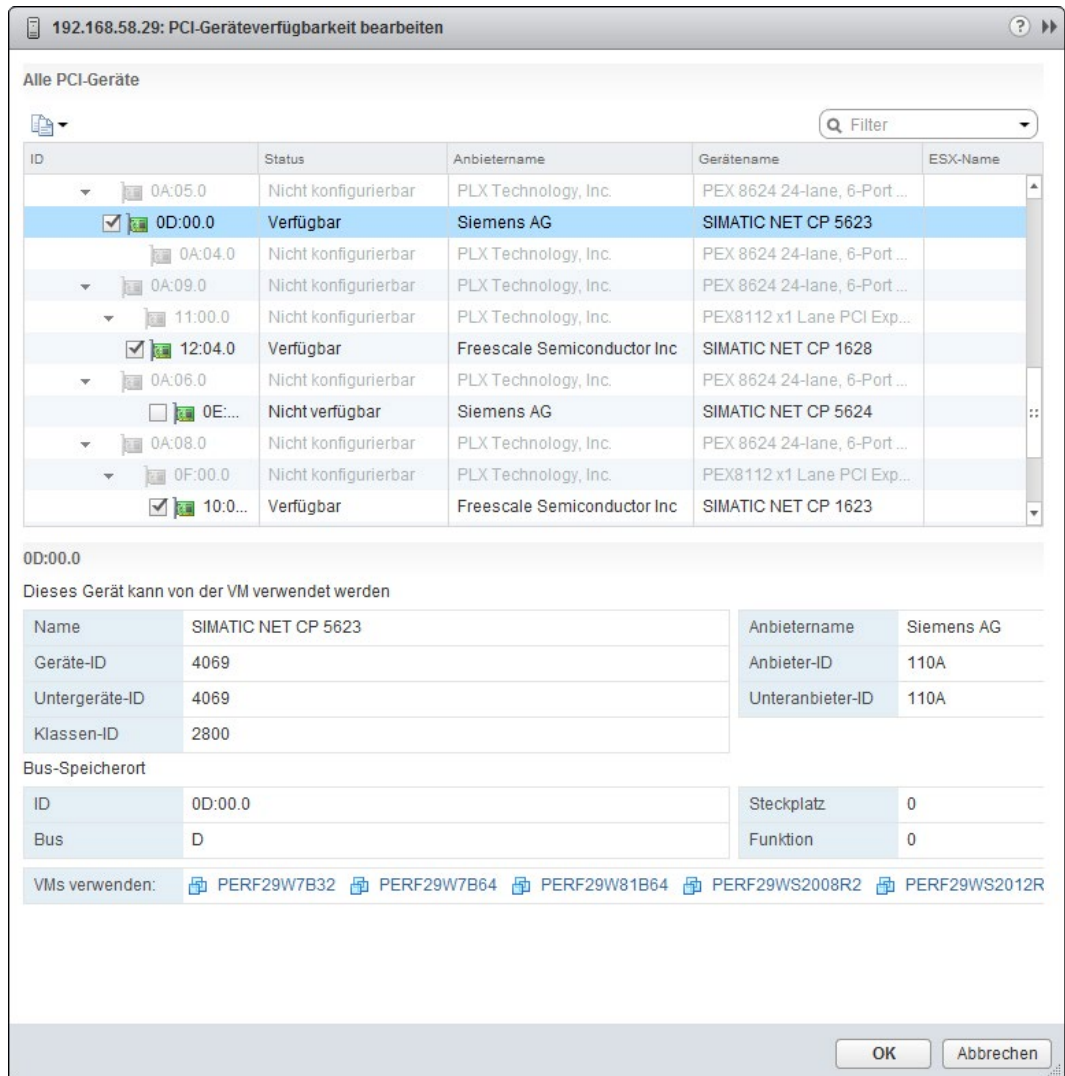 192.168.58.29: PCI-Geräteverfügbarkeit bearbeiten ?
Alle PCI-Geräte
Filter
ID Status Anbietername Gerätename ESX-Name
0A:05.0 Nicht konfigurierbar PLX Technology, Inc. PEX 8624 24-lane, 6-Port ...
0D:00.0 Verfügbar Siemens AG SIMATIC NET CP 5623
0A:04.0 Nicht konfigurierbar PLX Technology, Inc. PEX 8624 24-lane, 6-Port ...
0A:09.0 Nicht konfigurierbar PLX Technology, Inc. PEX 8624 24-lane, 6-Port ...
11:00.0 Nicht konfigurierbar PLX Technology, Inc. PEX8112 x1 Lane PCI Exp...
12:04.0 Verfügbar Freescale Semiconductor Inc SIMATIC NET CP 1628
0A:06.0 Nicht konfigurierbar PLX Technology, Inc. PEX 8624 24-lane, 6-Port ...
0E:... Nicht verfügbar Siemens AG SIMATIC NET CP 5624
0A:08.0 Nicht konfigurierbar PLX Technology, Inc. PEX 8624 24-lane, 6-Port ...
0F:00.0 Nicht konfigurierbar PLX Technology, Inc. PEX8112 x1 Lane PCI Exp...
10:0... Verfügbar Freescale Semiconductor Inc SIMATIC NET CP 1623
0D:00.0
Dieses Gerät kann von der VM verwendet werden
Name SIMATIC NET CP 5623 Anbietername Siemens AG
Geräte-ID 4069 Anbieter-ID 110A
Untergeräte-ID 4069 Unteranbieter-ID 110A
Klassen-ID 2800
Bus-Speicherort
ID 0D:00.0 Steckplatz 0
Bus D Funktion 0
VMs verwenden: PERF29W7B32 PERF29W7B64 PERF29W81B64 PERF29WS2008R2 PERF29WS2012R
OK Abbrechen